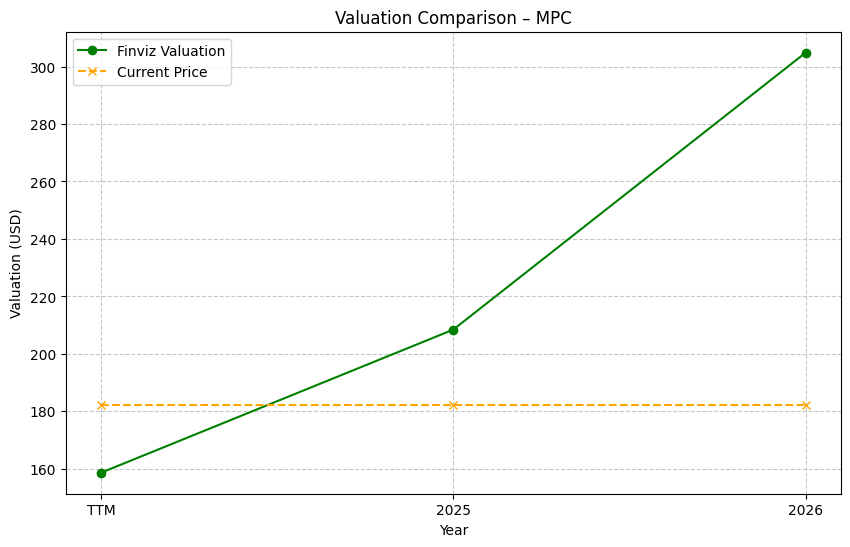 Valuation Comparison – MPC
Finviz Valuation
Current Price
300
280
260
240
220
200
180
160
Valuation (USD)
TTM 2025 2026
Year